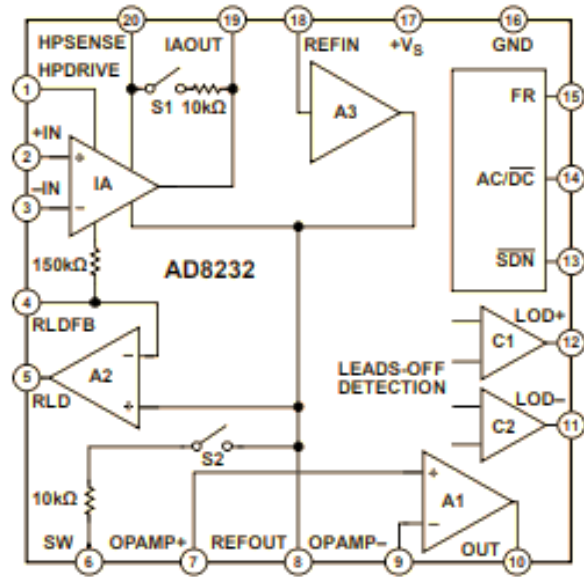 20 19 18 17 16
HPSENSE IAOUT REFIN +VS GND
HPDRIVE
1
S1 10kΩ
A3
FR 15
+IN
2
IA
–IN
3
AC/DC 14
SDN 13
150kΩ
AD8232
4
RLDFB
LOD+
C1
12
5
A2
RLD
LEADS-OFF
DETECTION
LOD–
C2
11
S2
10kΩ
A1
SW OPAMP+ REFOUT OPAMP– OUT
6 7 8 9 10